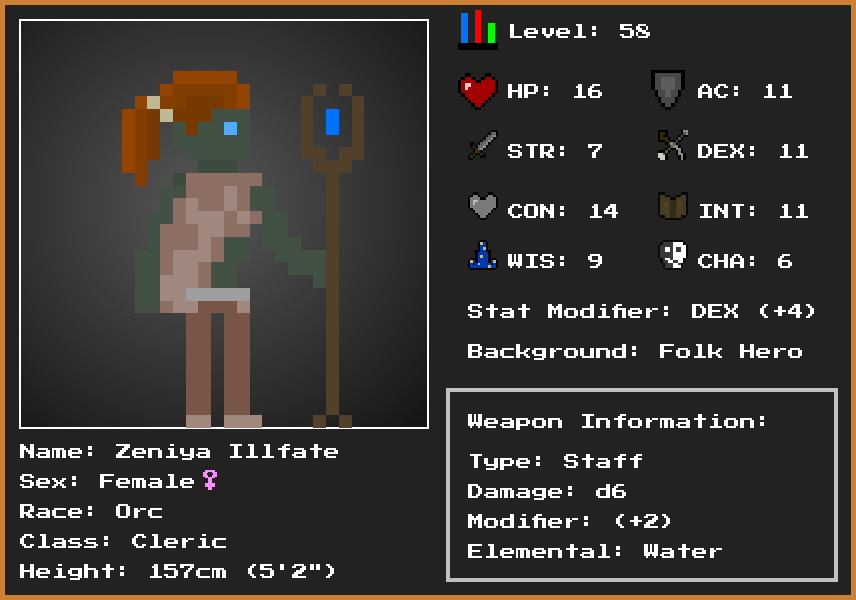 Level: 58
HP: 16 AC: 11
STR: 7 DEX: 11
CON: 14 INT: 11
WIS: 9 CHA: 6
Stat Modifier: DEX (+4)
Background: Folk Hero
Weapon Information:
Type: Staff
Damage: d6
Modifier: (+2)
Elemental: Water
Name: Zeniya Illfate
Sex: Female♀
Race: Orc
Class: Cleric
Height: 157cm (5'2")